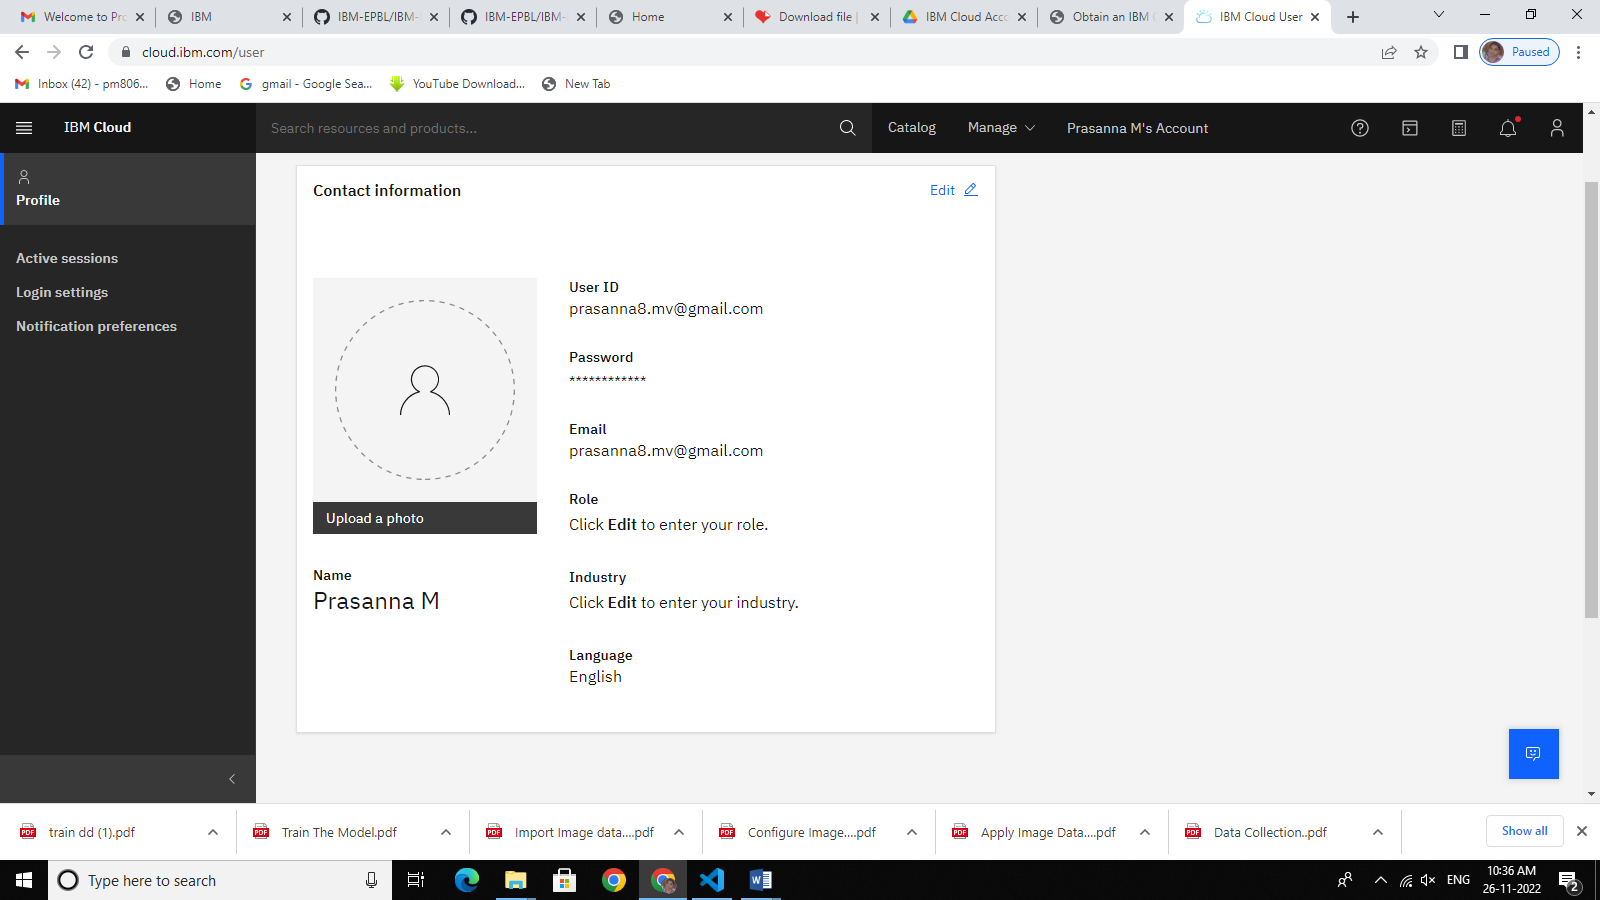 Welcome to Pro
IBM
IBM-EPBL/IBM-
IBM-EPBL/IBM-
Home
Download file |
IBM Cloud Acc
Obtain an IBM
IBM Cloud User
cloud.ibm.com/user
Paused
Inbox (42) - pm806...
Home
gmail - Google Sea...
YouTube Download...
New Tab
IBM Cloud
Search resources and products...
Catalog
Manage
Prasanna M's Account
Profile
Active sessions
Login settings
Notification preferences
Contact information
Edit
Upload a photo
Name
Prasanna M
User ID
prasanna8.mv@gmail.com
Password
************
Email
prasanna8.mv@gmail.com
Role
Click Edit to enter your role.
Industry
Click Edit to enter your industry.
Language
English
train dd (1).pdf
Train The Model.pdf
Import Image data....pdf
Configure Image....pdf
Apply Image Data....pdf
Data Collection..pdf
Show all
Type here to search
ENG
10:36 AM
26-11-2022
2